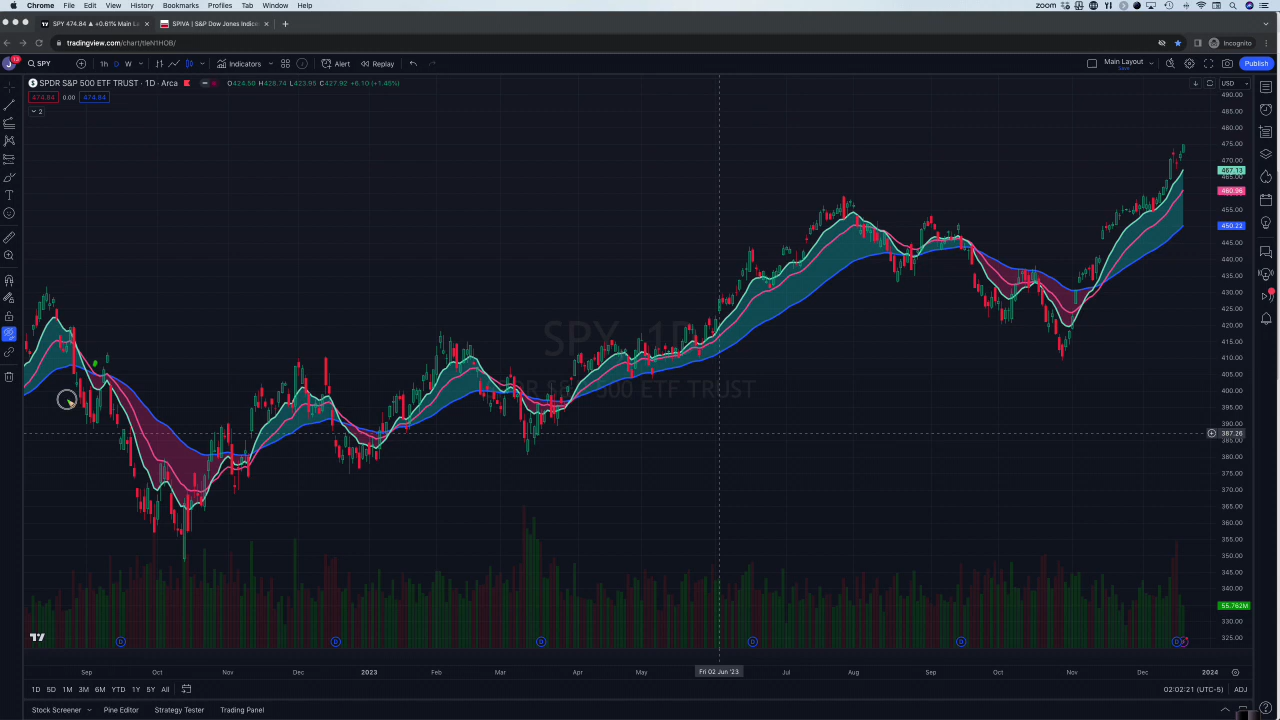 Chrome File Edit View History Bookmarks Profiles Tab Window Help zoom
SPY 474.84 ▲ +0.61% Main La SPIVA | S&P Dow Jones Indice
tradingview.com/chart/tIeN1HOB/ Incognito
J 12 SPY 1h D W Indicators Alert Replay Main Layout Save Publish
SPDR S&P 500 ETF TRUST · 1D · Arca O424.50 H428.74 L423.95 C427.92 +6.10 (+1.45%) USD
474.84 0.00 474.84
2
490.00
485.00
480.00
475.00
470.00
467.13
465.00
460.96
455.00
450.22
445.00
440.00
435.00
430.00
425.00
420.00
415.00
410.00
405.00
400.00
395.00
387.26
385.00
380.00
375.00
370.00
365.00
360.00
355.00
350.00
345.00
340.00
55.762M
330.00
325.00
SPY, 1D
SPDR S&P 500 ETF TRUST
D D D D D D
Sep Oct Nov Dec 2023 Feb Mar Apr May Fri 02 Jun '23 Jul Aug Sep Oct Nov Dec 2024
1D 5D 1M 3M 6M YTD 1Y 5Y All 02:02:21 (UTC-5) ADJ
Stock Screener Pine Editor Strategy Tester Trading Panel